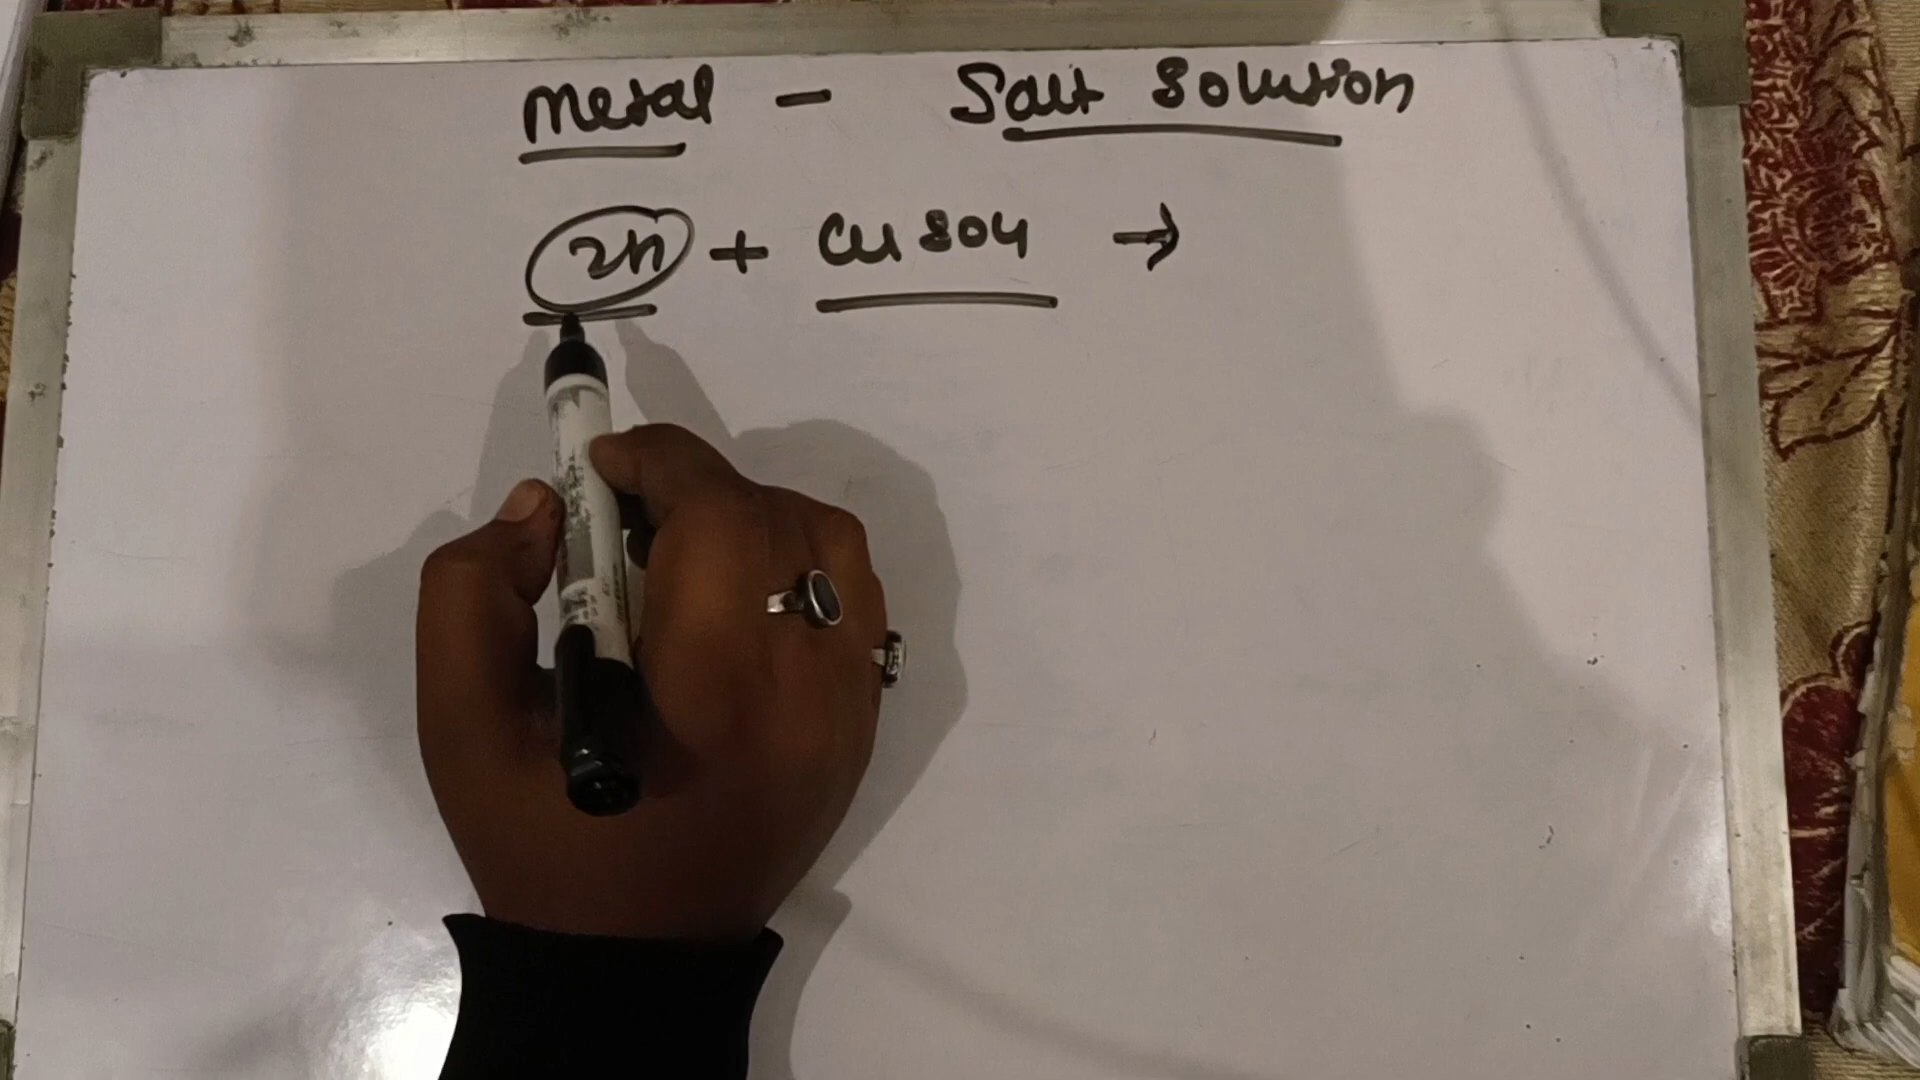 Metal - Salt Solution
Zn + CuSO4 →